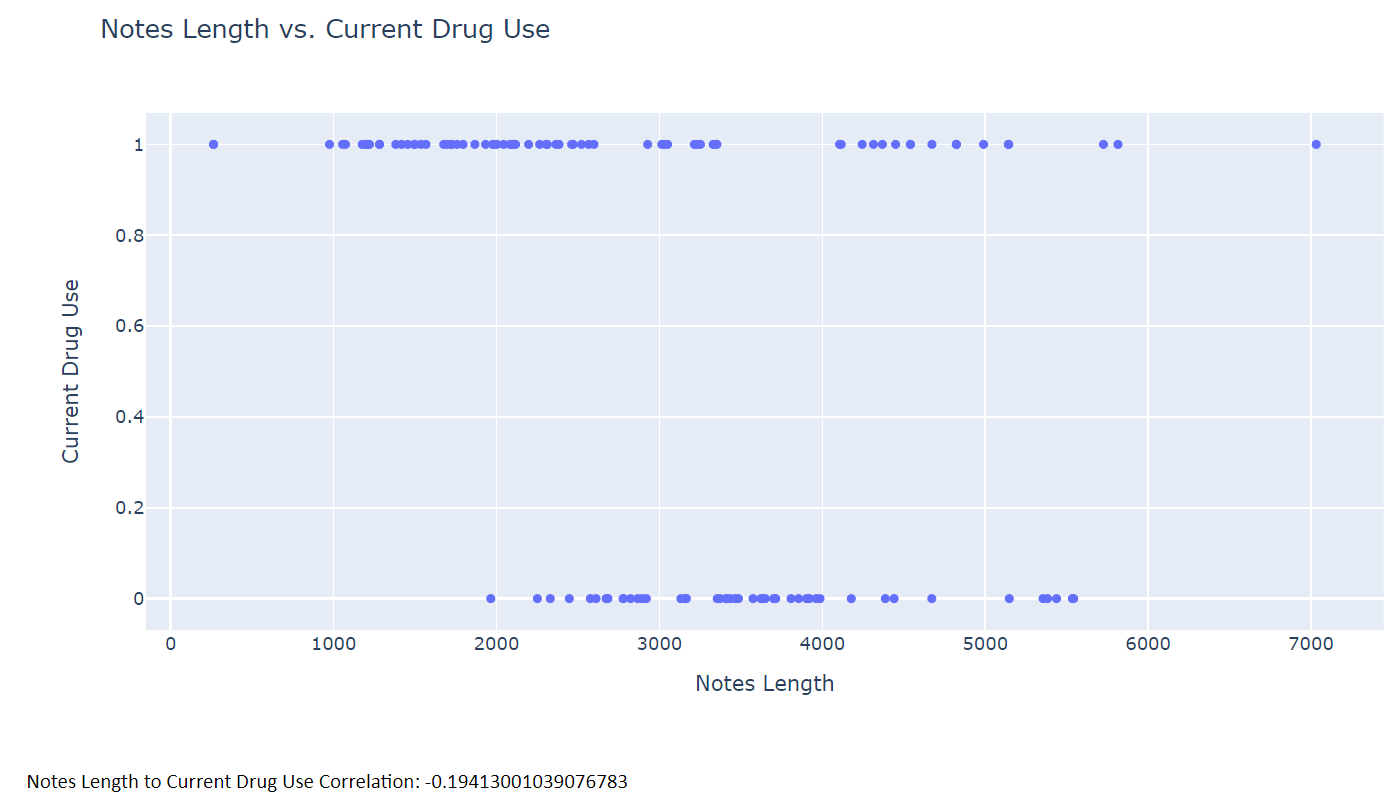 Notes Length vs. Current Drug Use
1
0.8
0.6
0.4
0.2
0
Current Drug Use
0 1000 2000 3000 4000 5000 6000 7000
Notes Length
Notes Length to Current Drug Use Correlation: -0.19413001039076783